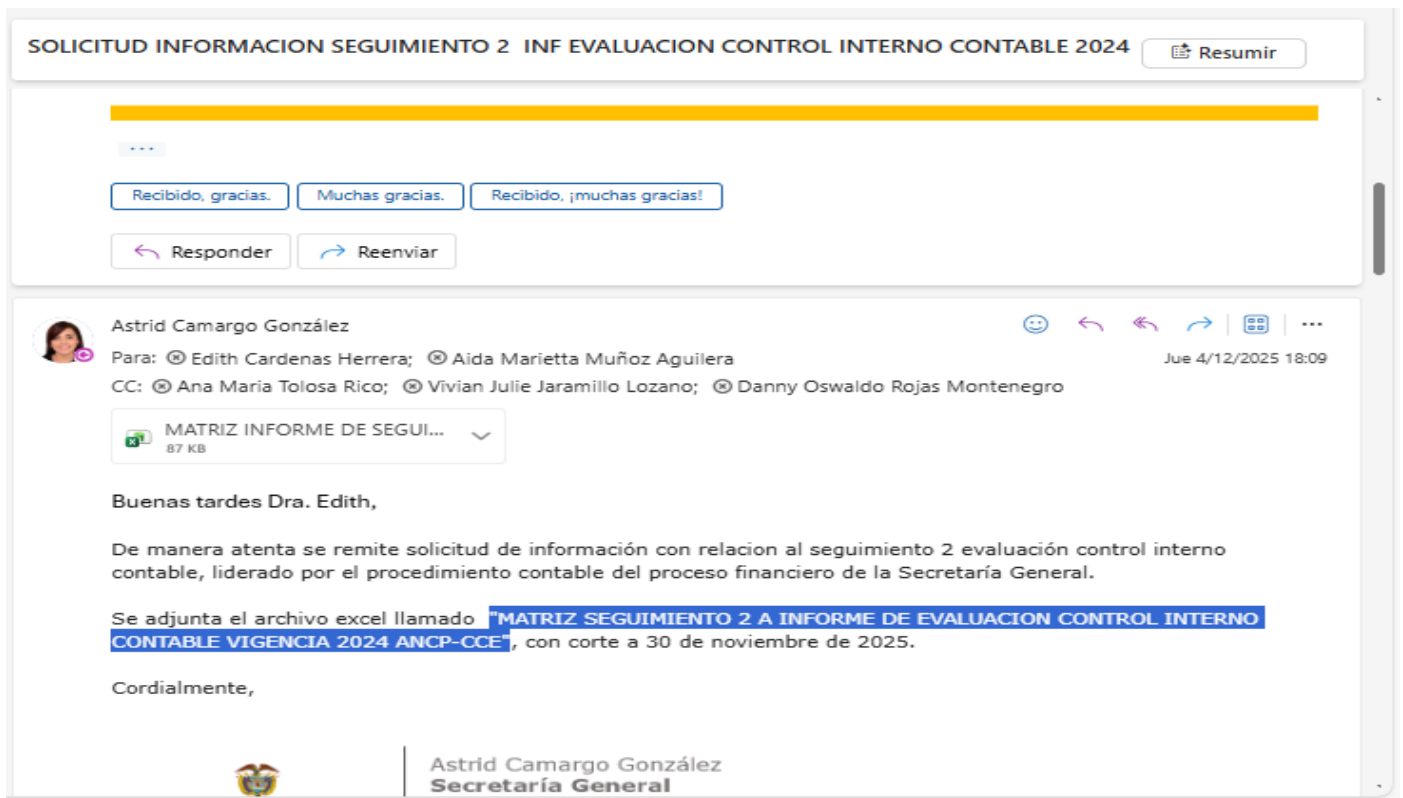 SOLICITUD INFORMACION SEGUIMIENTO 2 INF EVALUACION CONTROL INTERNO CONTABLE 2024
Resumir
...
Recibido, gracias.
Muchas gracias.
Recibido, ¡muchas gracias!
Responder
Reenviar
Astrid Camargo González
Para: Edith Cardenas Herrera; Aida Marietta Muñoz Aguilera
Jue 4/12/2025 18:09
CC: Ana Maria Tolosa Rico; Vivian Julie Jaramillo Lozano; Danny Oswaldo Rojas Montenegro
MATRIZ INFORME DE SEGUI...
87 KB
Buenas tardes Dra. Edith,
De manera atenta se remite solicitud de información con relacion al seguimiento 2 evaluación control interno
contable, liderado por el procedimiento contable del proceso financiero de la Secretaría General.
Se adjunta el archivo excel llamado "MATRIZ SEGUIMIENTO 2 A INFORME DE EVALUACION CONTROL INTERNO
CONTABLE VIGENCIA 2024 ANCP-CCE", con corte a 30 de noviembre de 2025.
Cordialmente,
Astrid Camargo González
Secretaría General